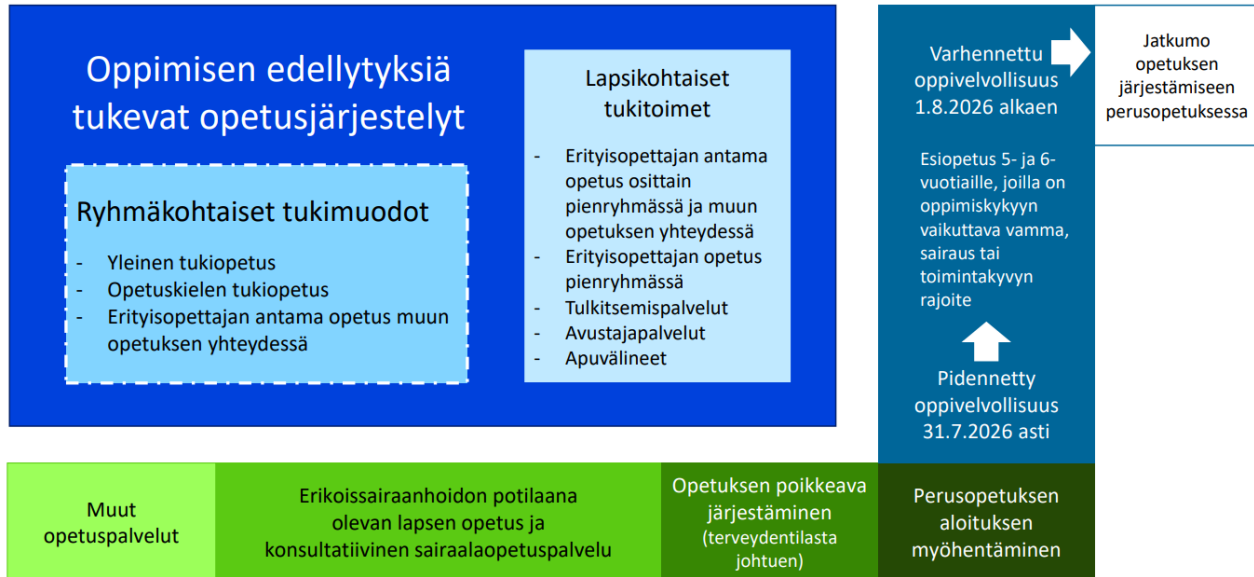 Oppimisen edellytyksiä
tukevat opetusjärjestelyt
Ryhmäkohtaiset tukimuodot
- Yleinen tukiopetus
- Opetuskielen tukiopetus
- Erityisopettajan antama opetus muun
opetuksen yhteydessä
Lapsikohtaiset
tukitoimet
- Erityisopettajan antama
opetus osittain
pienryhmässä ja muun
opetuksen yhteydessä
- Erityisopettajan opetus
pienryhmässä
- Tulkitsemispalvelut
- Avustajapalvelut
- Apuvälineet
Varhennettu
oppivelvollisuus
1.8.2026 alkaen
Esiopetus 5- ja 6-
vuotiaille, joilla on
oppimiskykyyn
vaikuttava vamma,
sairaus tai
toimintakyvyn
rajoite
Pidennetty
oppivelvollisuus
31.7.2026 asti
Jatkumo
opetuksen
järjestämiseen
perusopetuksessa
Muut
opetuspalvelut
Erikoissairaanhoidon potilaana
olevan lapsen opetus ja
konsultatiivinen sairaalaopetuspalvelu
Opetuksen poikkeava
järjestäminen
(terveydentilasta
johtuen)
Perusopetuksen
aloituksen
myöhentäminen